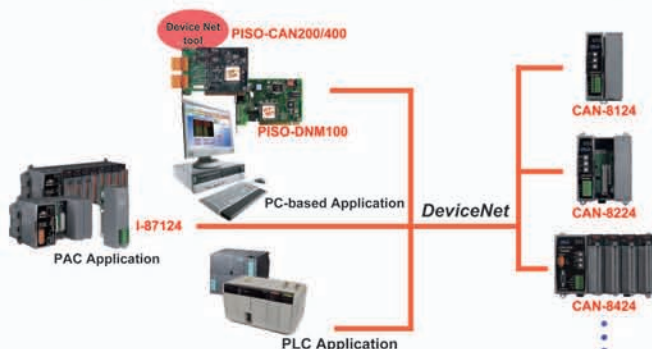 Device Net
tool
PISO-CAN200/400
PISO-DNM100
PC-based Application
I-87124
PAC Application
PLC Application
DeviceNet
CAN-8124
CAN-8224
CAN-8424